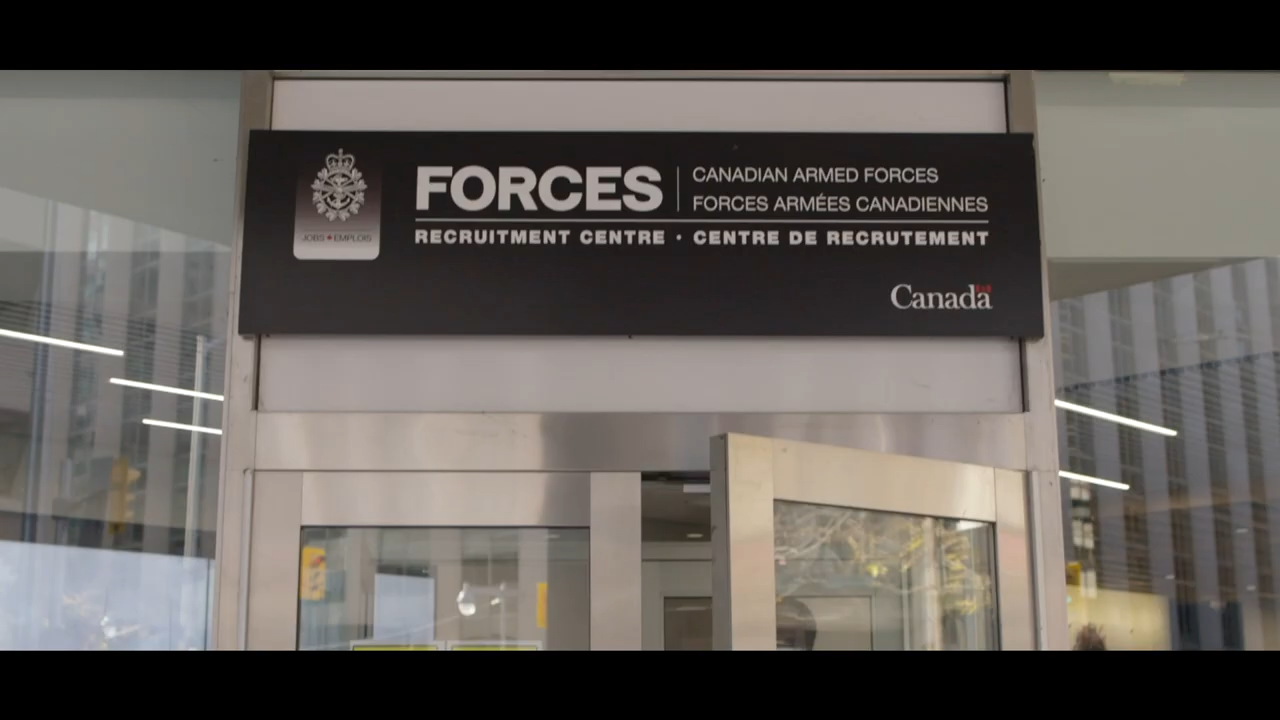 FORCES
CANADIAN ARMED FORCES
FORCES ARMÉES CANADIENNES
JOBS EMPLOIS
RECRUITMENT CENTRE • CENTRE DE RECRUTEMENT
Canada